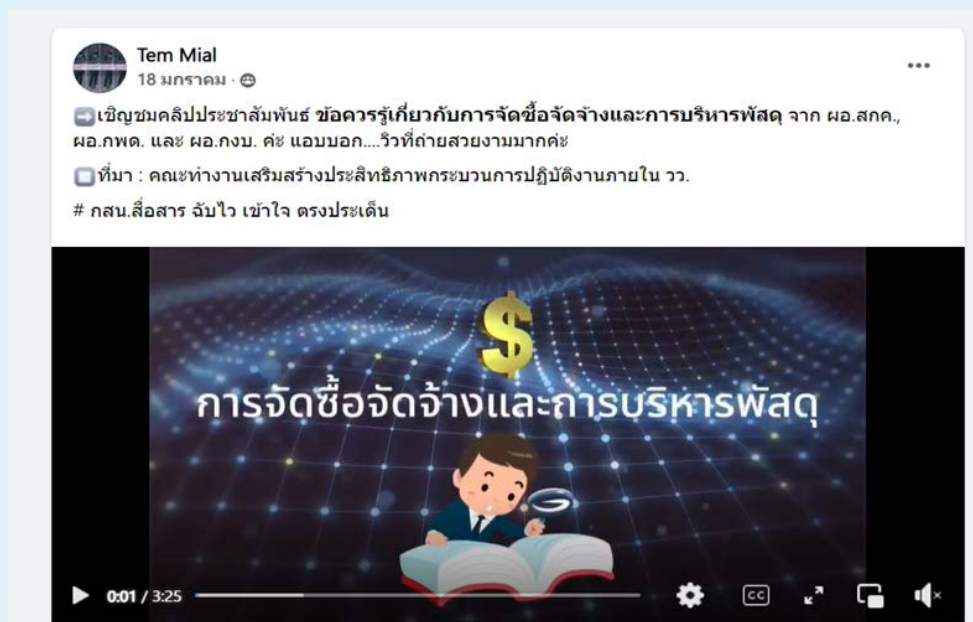 Tem Mial
18 มกราคม ·
เชิญชมคลิปประชาสัมพันธ์ ข้อควรรู้เกี่ยวกับการจัดซื้อจัดจ้างและการบริหารพัสดุ จาก ผอ.สกค.,
ผอ.กพด. และ ผอ.กงบ. ค่ะ แอบบอก....วิวที่ถ่ายสวยงามมากค่ะ
ที่มา : คณะทำงานเสริมสร้างประสิทธิภาพกระบวนการปฏิบัติงานภายใน วว.
# กสน.สื่อสาร ฉับไว เข้าใจ ตรงประเด็น
$
การจัดซื้อจัดจ้างและการบริหารพัสดุ
0:01 / 3:25
CC